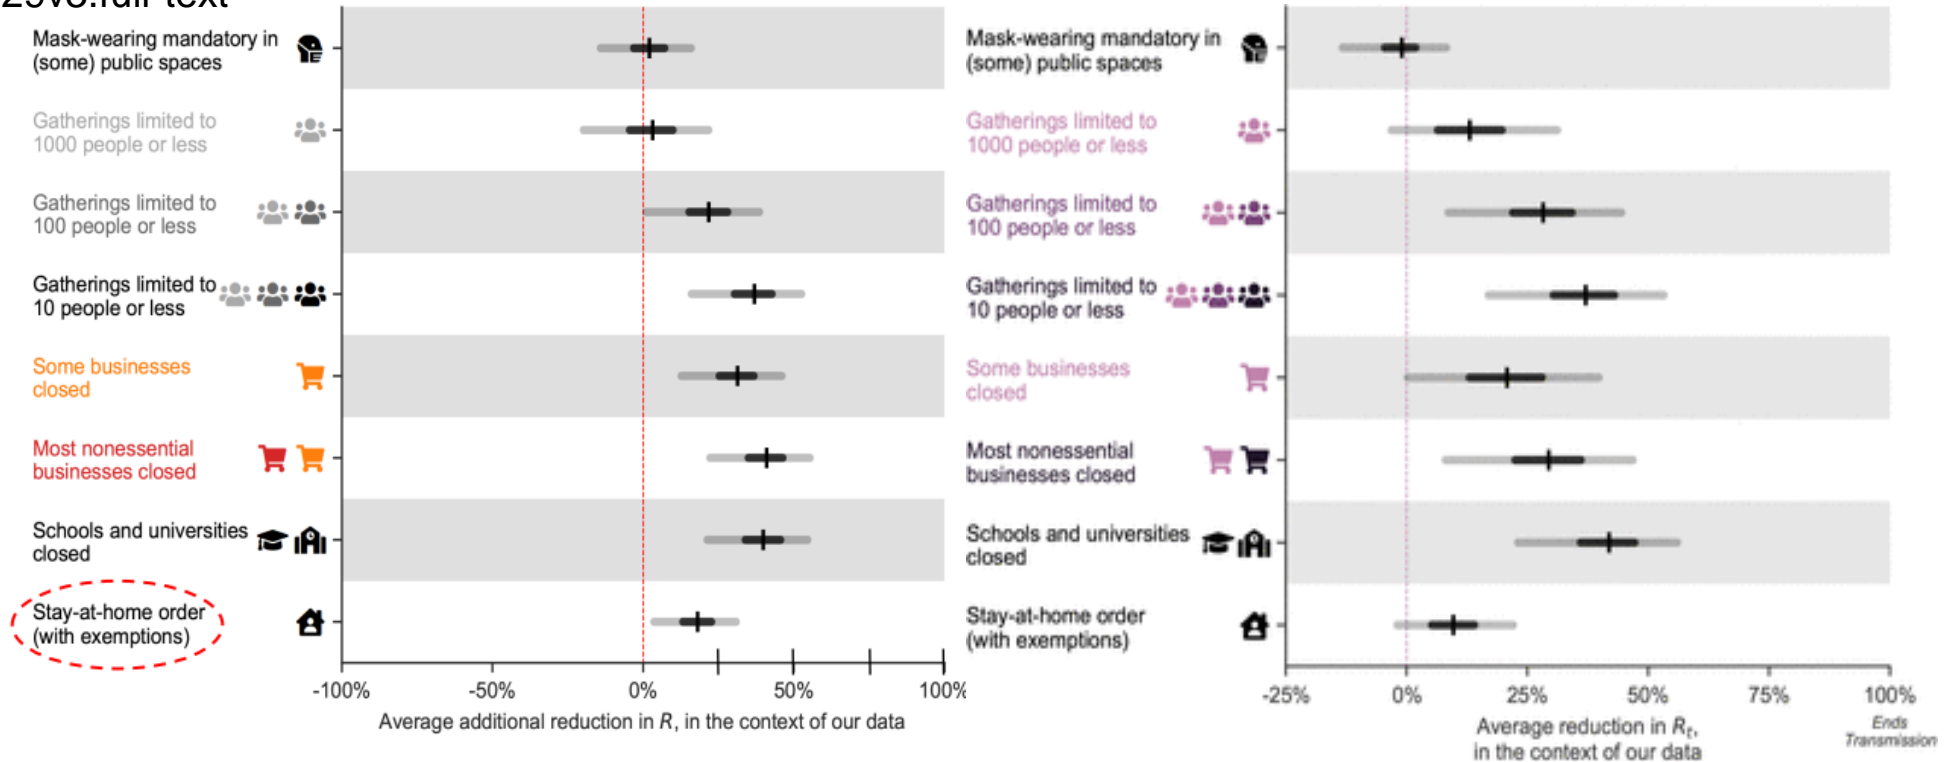 Mask-wearing mandatory in
(some) public spaces
Gatherings limited to
1000 people or less
Gatherings limited to
100 people or less
Gatherings limited to
10 people or less
Some businesses
closed
Most nonessential
businesses closed
Schools and universities
closed
Stay-at-home order
(with exemptions)
-100%
-50%
0%
50%
100%
Average additional reduction in R, in the context of our data
Mask-wearing mandatory in
(some) public spaces
Gatherings limited to
1000 people or less
Gatherings limited to
100 people or less
Gatherings limited to
10 people or less
Some businesses
closed
Most nonessential
businesses closed
Schools and universities
closed
Stay-at-home order
(with exemptions)
-25%
0%
25%
50%
75%
100%
Average reduction in Rt,
in the context of our data
Ends
Transmission